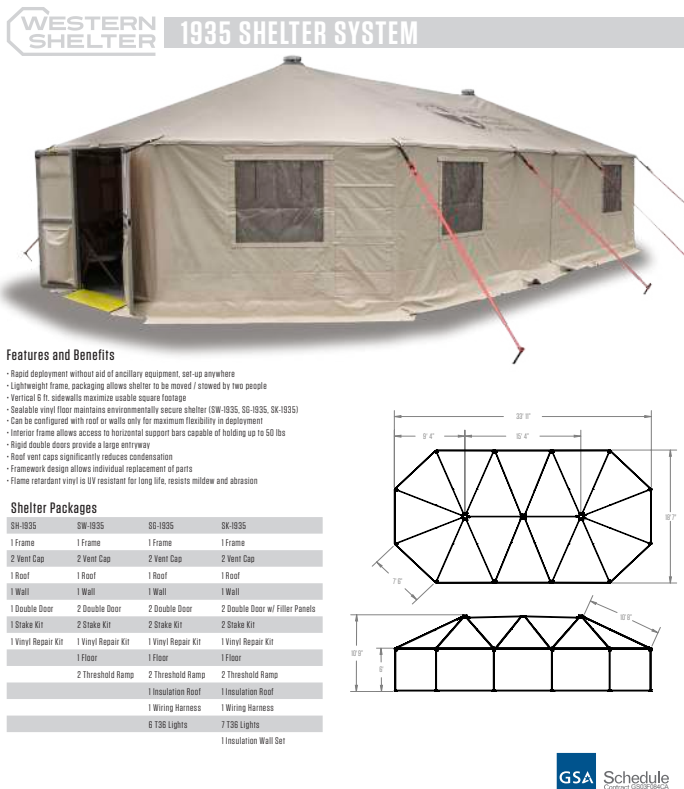 WESTERN
SHELTER
1935 SHELTER SYSTEM
Features and Benefits
• Rapid deployment without aid of ancillary equipment, set-up anywhere
• Lightweight frame, packaging allows shelter to be moved / stowed by two people
• Vertical 6 ft. sidewalls maximize usable square footage
• Sealable vinyl floor maintains environmentally secure shelter (SW-1935, SG-1935, SK-1935)
• Can be configured with roof or walls only for maximum flexibility in deployment
• Interior frame allows access to horizontal support bars capable of holding up to 50 lbs
• Rigid double doors provide a large entryway
• Roof vent caps significantly reduces condensation
• Framework design allows individual replacement of parts
• Flame retardant vinyl is UV resistant for long life, resists mildew and abrasion
Shelter Packages
SH-1935 SW-1935 SG-1935 SK-1935
1 Frame 1 Frame 1 Frame 1 Frame
2 Vent Cap 2 Vent Cap 2 Vent Cap 2 Vent Cap
1 Roof 1 Roof 1 Roof 1 Roof
1 Wall 1 Wall 1 Wall 1 Wall
1 Double Door 2 Double Door 2 Double Door 2 Double Door w/ Filler Panels
1 Stake Kit 2 Stake Kit 2 Stake Kit 2 Stake Kit
1 Vinyl Repair Kit 1 Vinyl Repair Kit 1 Vinyl Repair Kit 1 Vinyl Repair Kit
1 Floor 1 Floor 1 Floor
2 Threshold Ramp 2 Threshold Ramp 2 Threshold Ramp
1 Insulation Roof 1 Insulation Roof
1 Wiring Harness 1 Wiring Harness
6 T36 Lights 7 T36 Lights
1 Insulation Wall Set
9' 4"
15' 4"
7' 6"
10' 9"
GSA Schedule
Contract GS03F084CA